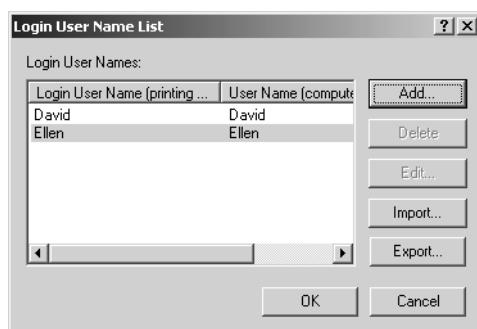 Login User Name List
Login User Names:
Login User Name (printing ... User Name (compute
David David
Ellen Ellen
Add...
Delete
Edit...
Import...
Export...
OK Cancel